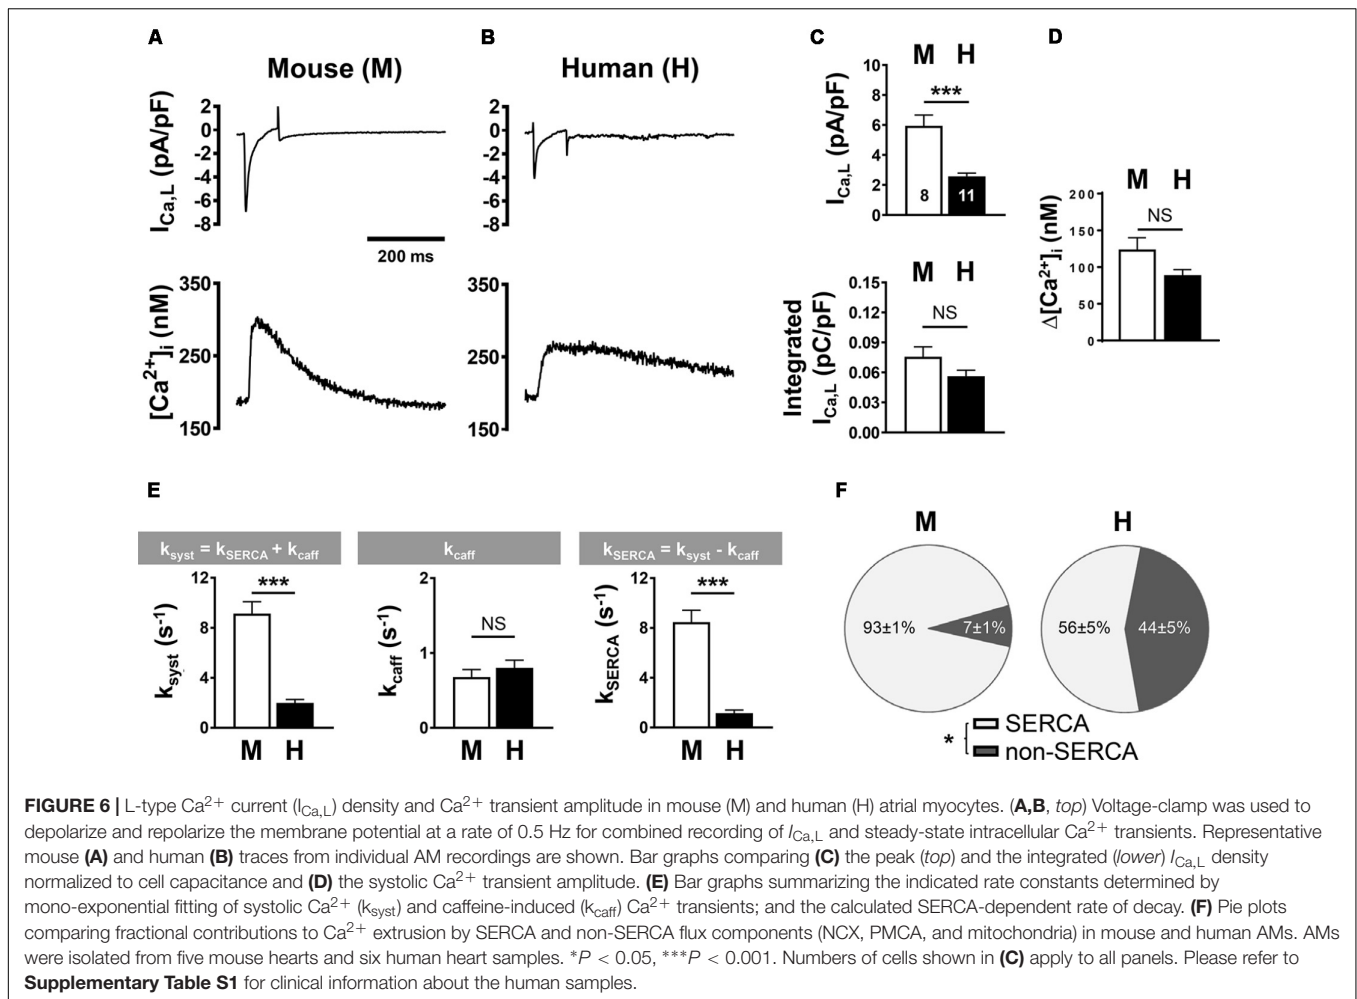 A
Mouse (M)
B
Human (H)
C
D
I_Ca,L (pA/pF)
2
0
-2
-4
-6
-8
200 ms
2
0
-2
-4
-6
-8
[Ca²⁺]i (nM)
350
250
150
350
250
150
M H
***
I_Ca,L (pA/pF)
10
8
6
4
2
0
8
11
M H
NS
Integrated
I_Ca,L (pC/pF)
0.15
0.12
0.09
0.06
0.03
0.00
M H
NS
Δ[Ca²⁺]i (nM)
200
150
100
50
0
E
k_syst = k_SERCA + k_caff
k_syst (s⁻¹)
12
8
4
0
***
M H
k_caff
k_caff (s⁻¹)
2
1
0
NS
M H
k_SERCA = k_syst - k_caff
k_SERCA (s⁻¹)
12
8
4
0
***
M H
F
M
H
93±1%
7±1%
56±5%
44±5%
*
SERCA
non-SERCA
FIGURE 6 | L-type Ca²⁺ current (I_Ca,L) density and Ca²⁺ transient amplitude in mouse (M) and human (H) atrial myocytes. (A,B, top) Voltage-clamp was used to
depolarize and repolarize the membrane potential at a rate of 0.5 Hz for combined recording of I_Ca,L and steady-state intracellular Ca²⁺ transients. Representative
mouse (A) and human (B) traces from individual AM recordings are shown. Bar graphs comparing (C) the peak (top) and the integrated (lower) I_Ca,L density
normalized to cell capacitance and (D) the systolic Ca²⁺ transient amplitude. (E) Bar graphs summarizing the indicated rate constants determined by
mono-exponential fitting of systolic Ca²⁺ (k_syst) and caffeine-induced (k_caff) Ca²⁺ transients; and the calculated SERCA-dependent rate of decay. (F) Pie plots
comparing fractional contributions to Ca²⁺ extrusion by SERCA and non-SERCA flux components (NCX, PMCA, and mitochondria) in mouse and human AMs. AMs
were isolated from five mouse hearts and six human heart samples. *P < 0.05, ***P < 0.001. Numbers of cells shown in (C) apply to all panels. Please refer to
Supplementary Table S1 for clinical information about the human samples.